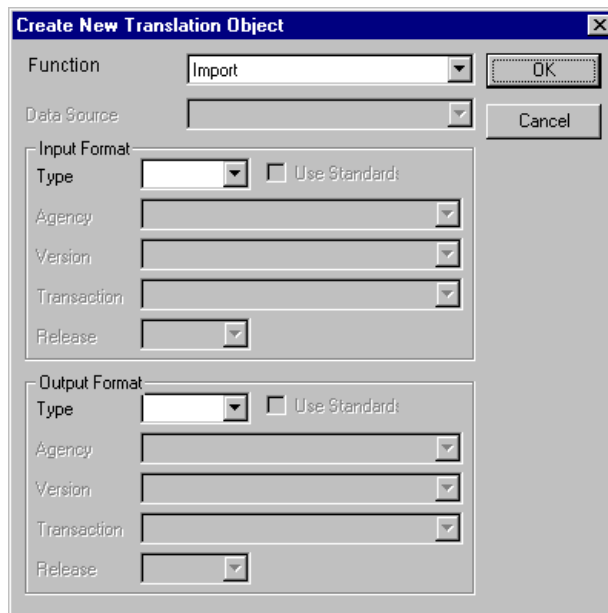 Create New Translation Object
Function Import OK
Data Source Cancel
Input Format
Type Use Standards
Agency
Version
Transaction
Release
Output Format
Type Use Standards
Agency
Version
Transaction
Release